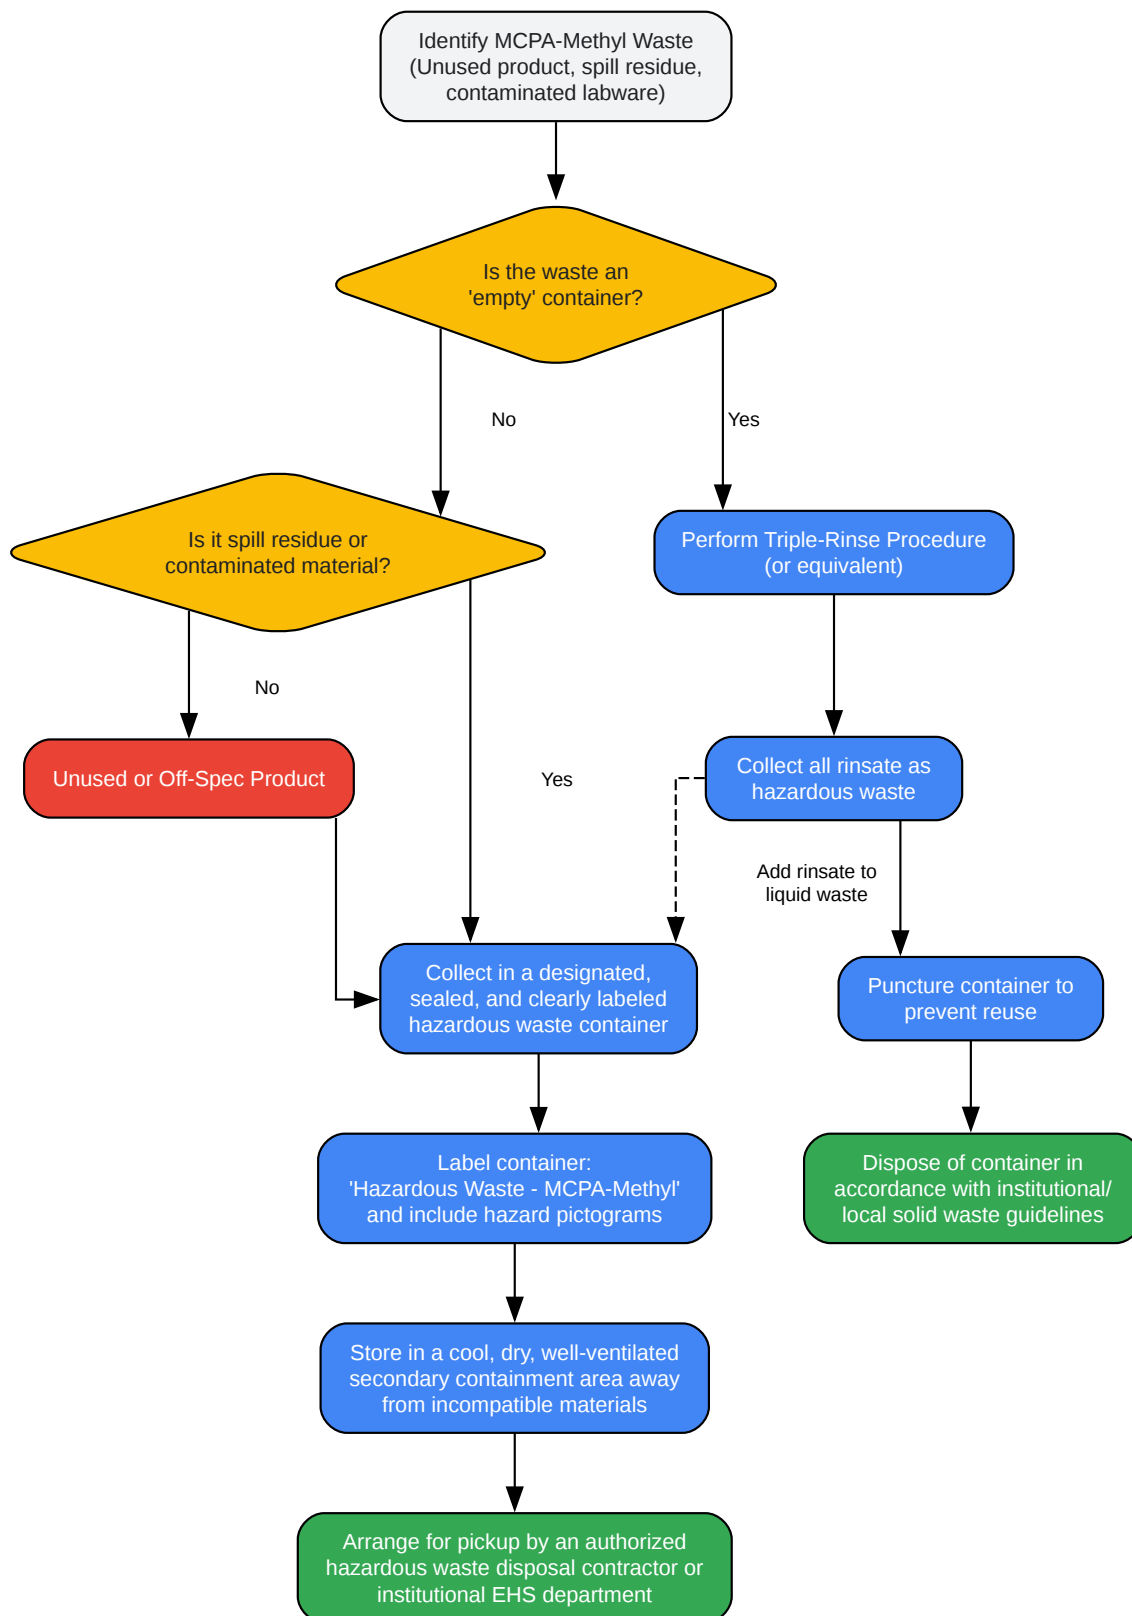 Identify MCPA-Methyl Waste
(Unused product, spill residue,
contaminated labware)
Is the waste an
'empty' container?
No
Yes
Is it spill residue or
contaminated material?
Perform Triple-Rinse Procedure
(or equivalent)
No
Unused or Off-Spec Product
Yes
Collect all rinsate as
hazardous waste
Add rinsate to
liquid waste
Collect in a designated,
sealed, and clearly labeled
hazardous waste container
Puncture container to
prevent reuse
Label container:
'Hazardous Waste - MCPA-Methyl'
and include hazard pictograms
Dispose of container in
accordance with institutional/
local solid waste guidelines
Store in a cool, dry, well-ventilated
secondary containment area away
from incompatible materials
Arrange for pickup by an authorized
hazardous waste disposal contractor or
institutional EHS department